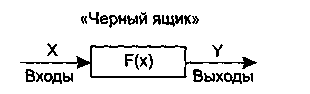 «Черный ящик»
X
F(x)
Y
Входы
Выходы